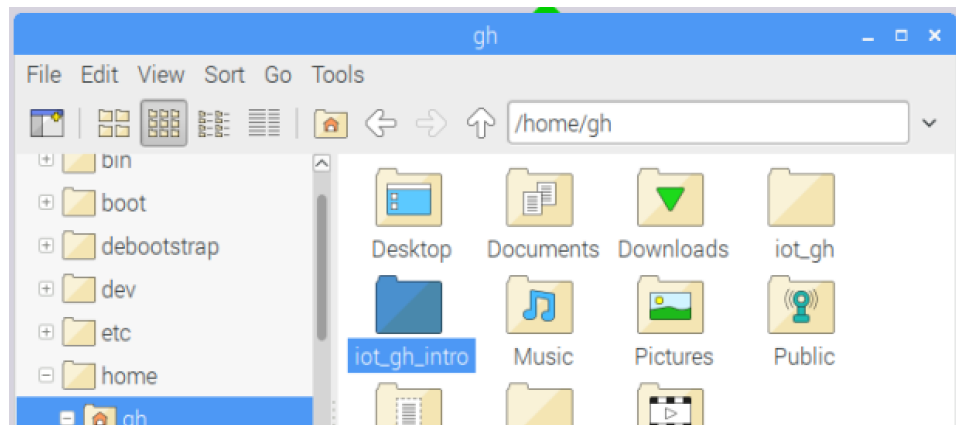 gh
File Edit View Sort Go Tools
/home/gh
bin
boot
debootstrap
dev
etc
home
gh
Desktop Documents Downloads iot_gh
iot_gh_intro Music Pictures Public